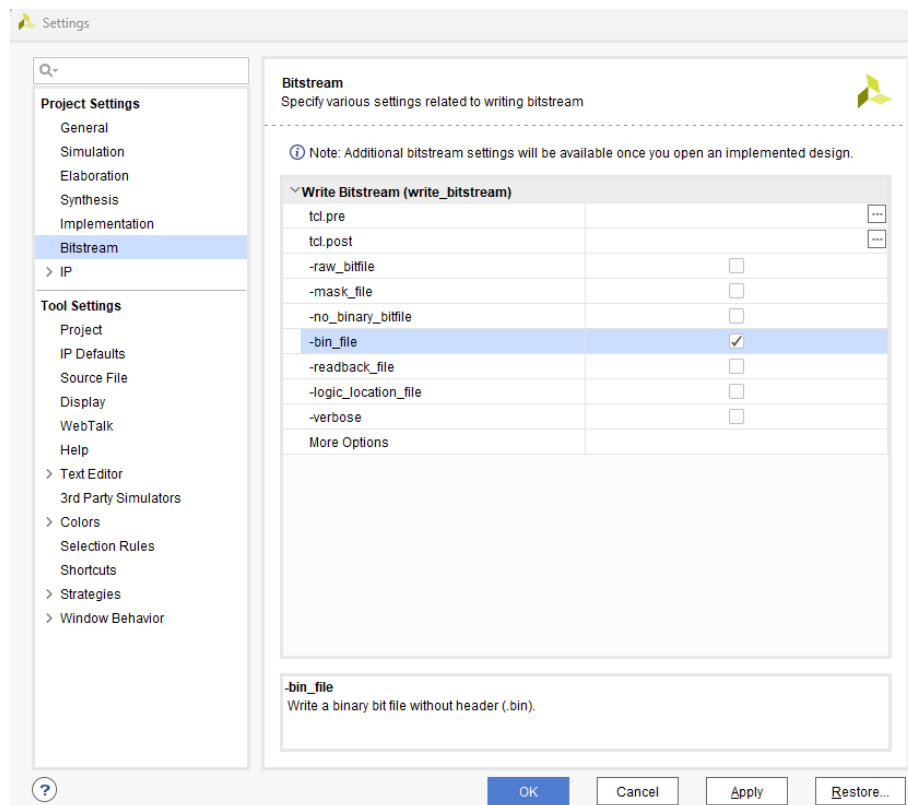 Settings
Project Settings
General
Simulation
Elaboration
Synthesis
Implementation
Bitstream
IP
Tool Settings
Project
IP Defaults
Source File
Display
WebTalk
Help
Text Editor
3rd Party Simulators
Colors
Selection Rules
Shortcuts
Strategies
Window Behavior
Bitstream
Specify various settings related to writing bitstream
Note: Additional bitstream settings will be available once you open an implemented design.
Write Bitstream (write_bitstream)
tcl.pre
tcl.post
-raw_bitfile
-mask_file
-no_binary_bitfile
-bin_file
-readback_file
-logic_location_file
-verbose
More Options
-bin_file
Write a binary bit file without header (.bin).
?
OK
Cancel
Apply
Restore...